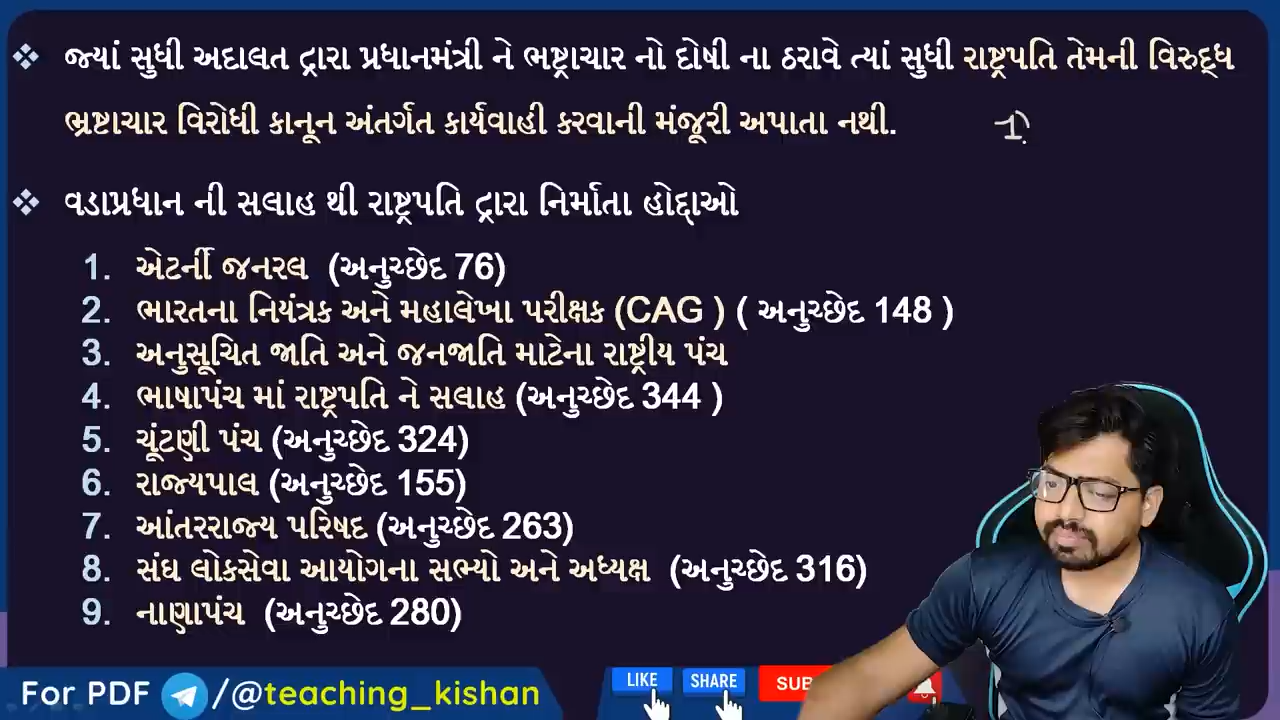 ❖ જ્યાં સુધી અદાલત દ્રારા પ્રધાનમંત્રી ને ભષ્ટ્રાચાર નો દોષી ના ઠરાવે ત્યાં સુધી રાષ્ટ્રપતિ તેમની વિરુદ્ધ
ભ્રષ્ટાચાર વિરોધી કાનૂન અંતર્ગત કાર્યવાહી કરવાની મંજૂરી અપાતા નથી.
❖ વડાપ્રધાન ની સલાહ થી રાષ્ટ્રપતિ દ્રારા નિર્માતા હોદ્દાઓ
1. એટર્ની જનરલ (અનુચ્છેદ 76)
2. ભારતના નિયંત્રક અને મહાલેખા પરીક્ષક (CAG ) ( અનુચ્છેદ 148 )
3. અનુસૂચિત જાતિ અને જનજાતિ માટેના રાષ્ટ્રીય પંચ
4. ભાષાપંચ માં રાષ્ટ્રપતિ ને સલાહ (અનુચ્છેદ 344 )
5. ચૂંટણી પંચ (અનુચ્છેદ 324)
6. રાજ્યપાલ (અનુચ્છેદ 155)
7. આંતરરાજ્ય પરિષદ (અનુચ્છેદ 263)
8. સંઘ લોકસેવા આયોગના સભ્યો અને અધ્યક્ષ (અનુચ્છેદ 316)
9. નાણાપંચ (અનુચ્છેદ 280)
For PDF /@teaching_kishan
LIKE SHARE SUB